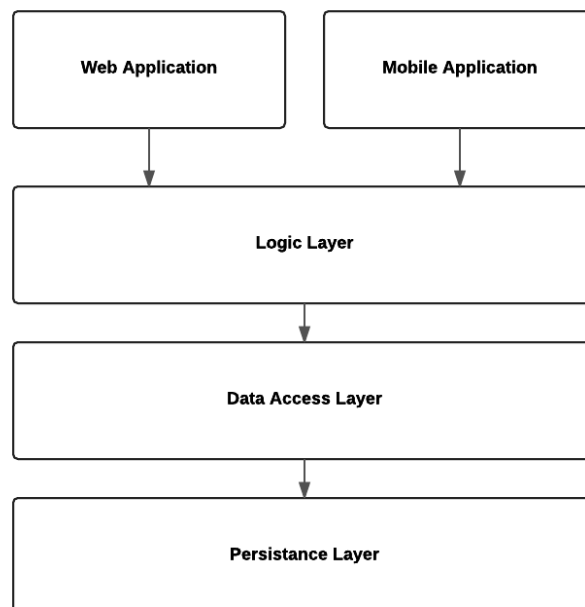 Web Application
Mobile Application
Logic Layer
Data Access Layer
Persistance Layer